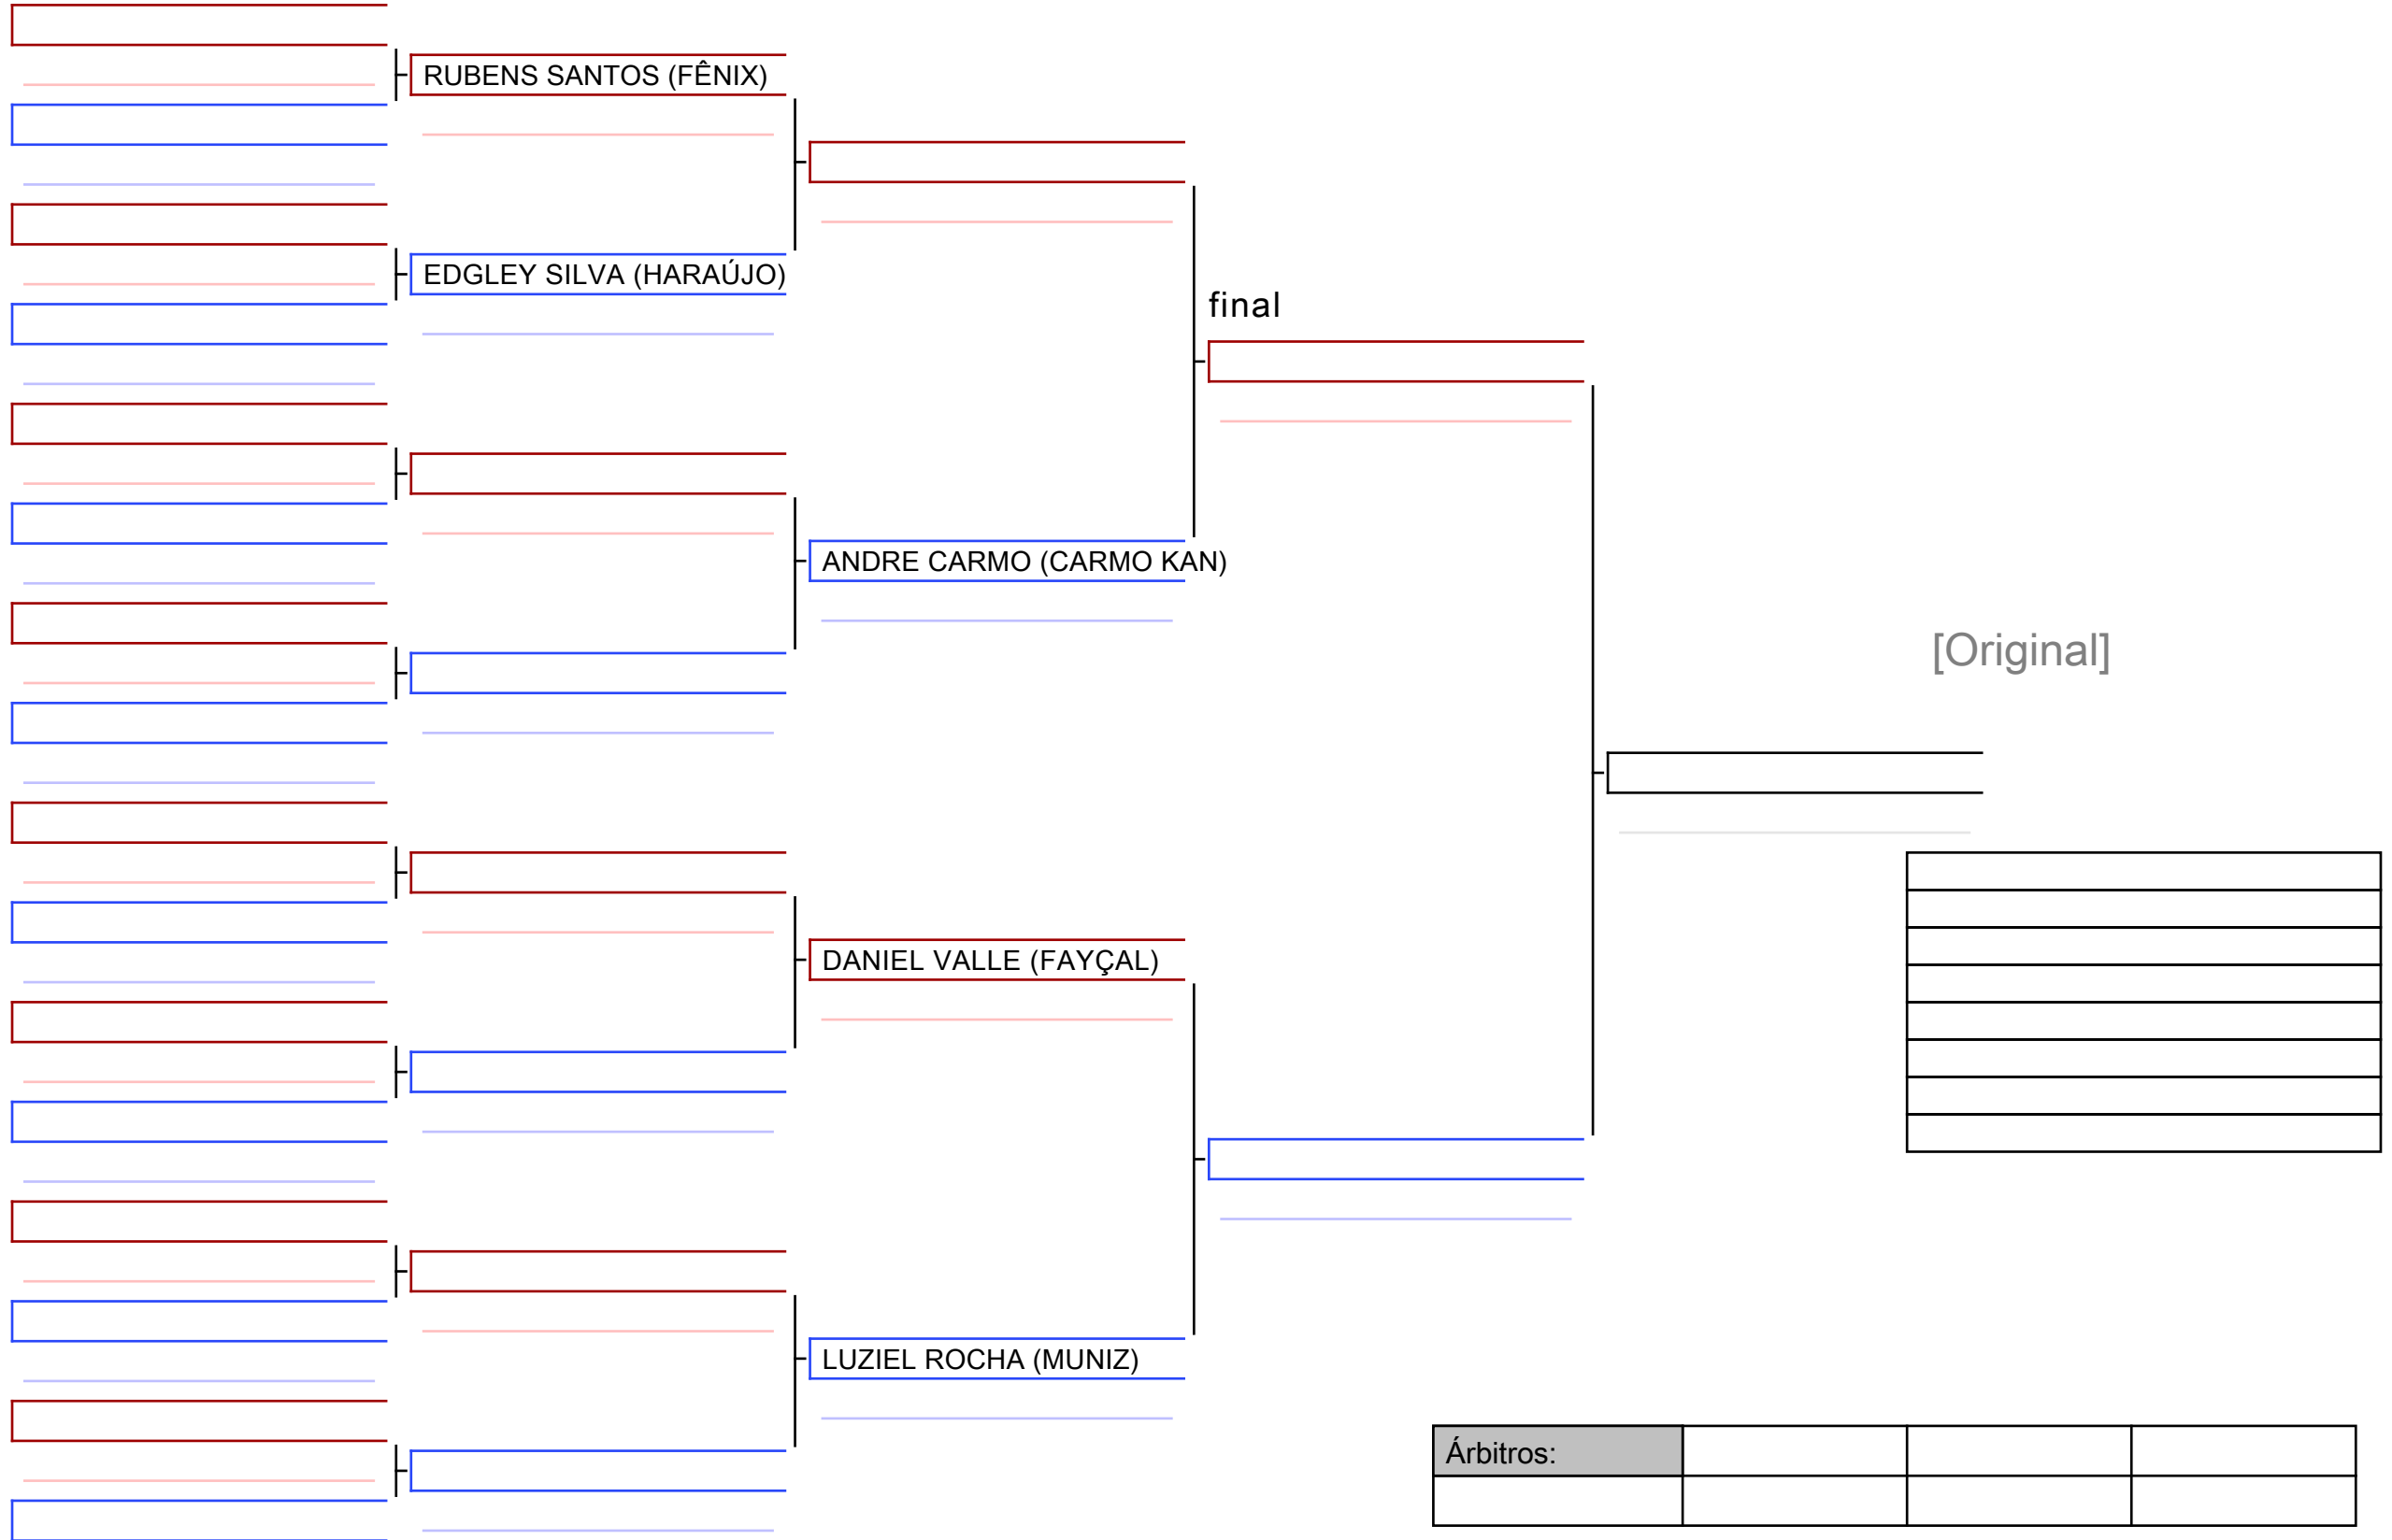 RUBENS SANTOS (FÊNIX)
EDGLEY SILVA (HARAÚJO)
final
ANDRE CARMO (CARMO KAN)
[Original]
DANIEL VALLE (FAYÇAL)
LUZIEL ROCHA (MUNIZ)
Árbitros: